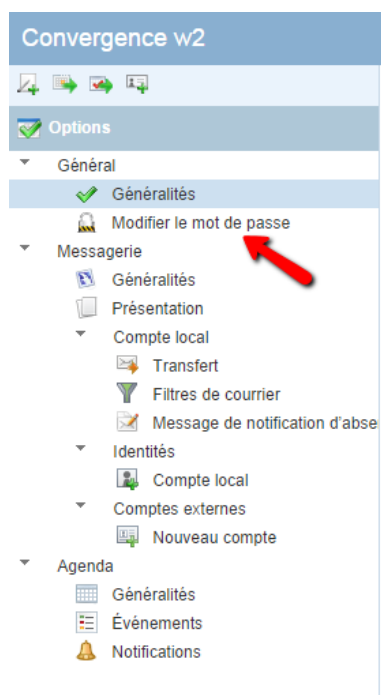 Convergence w2
Options
Général
Généralités
Modifier le mot de passe
Messagerie
Généralités
Présentation
Compte local
Transfert
Filtres de courrier
Message de notification d'abse
Identités
Compte local
Comptes externes
Nouveau compte
Agenda
Généralités
Événements
Notifications